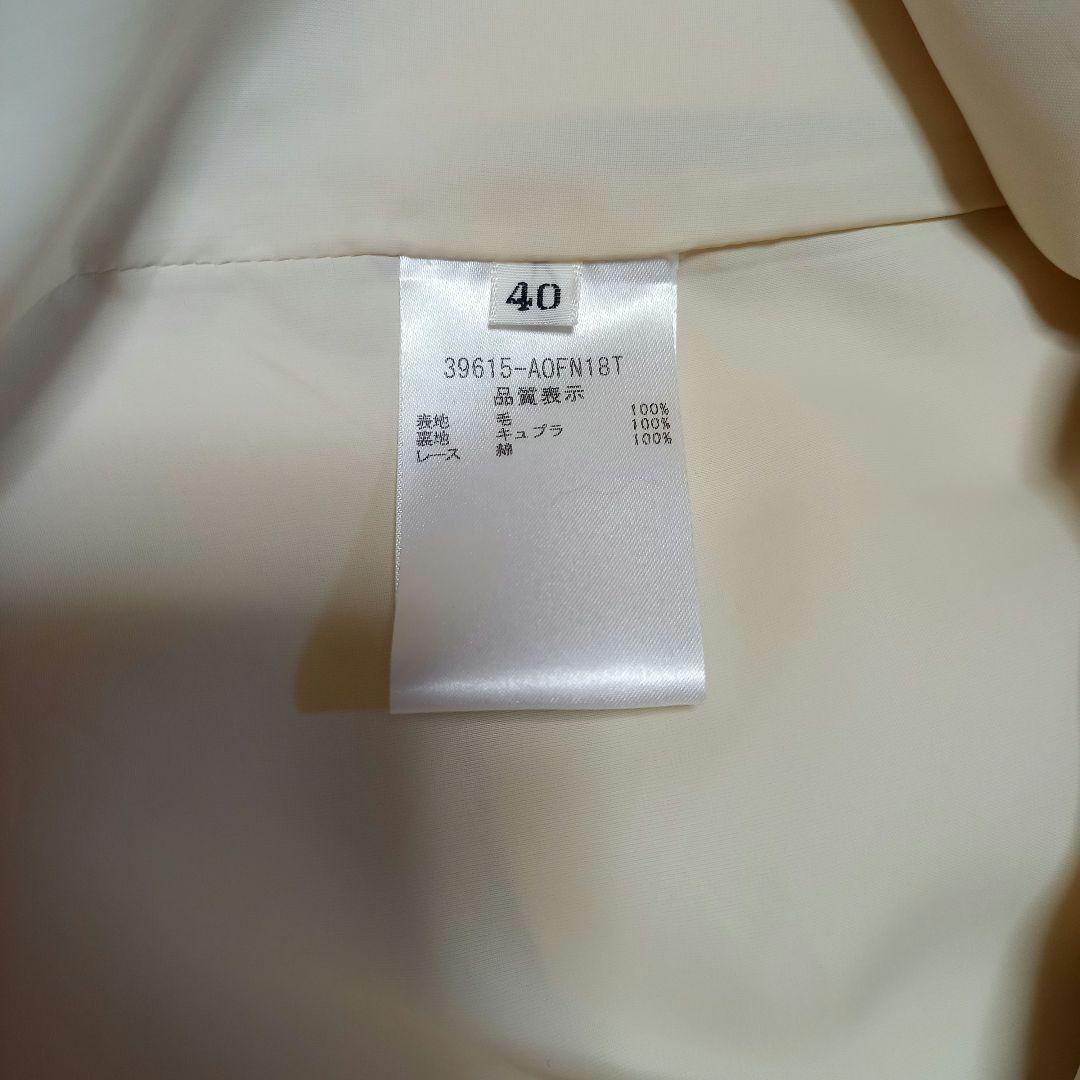 40
39615-A0FN18T
品質表示
表地 毛 100%
裏地 キュプラ 100%
レース 綿 100%